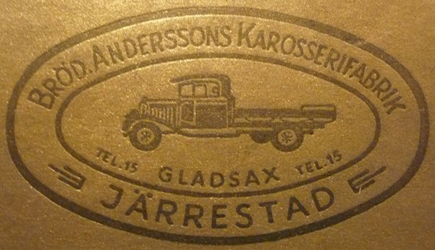 BRÖD. ANDERSSONS KAROSSERIFABRIK
TEL. 15 GLADSAX TEL. 15
JÄRRESTAD